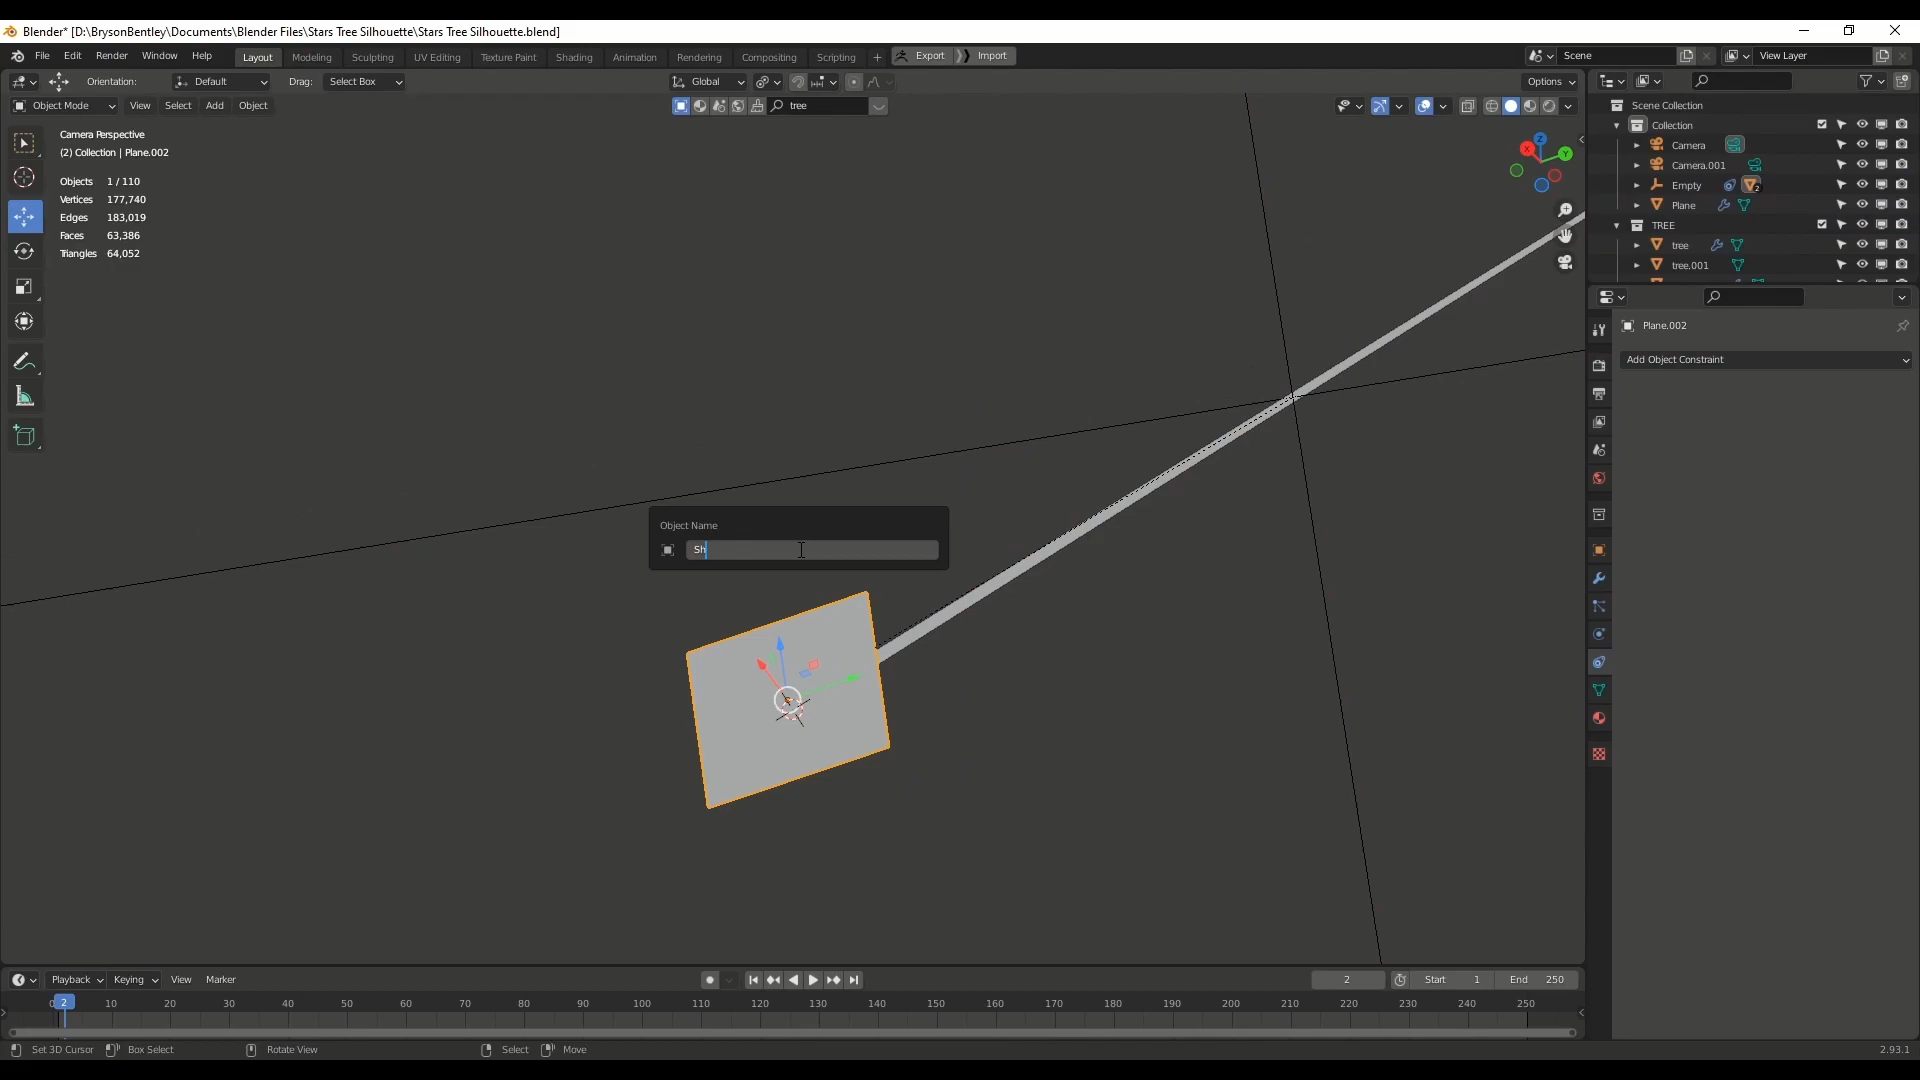 Blender* [D:\BrysonBentley\Documents\Blender Files\Stars Tree Silhouette\Stars Tree Silhouette.blend]
File Edit Render Window Help Layout Modeling Sculpting UV Editing Texture Paint Shading Animation Rendering Compositing Scripting + Export Import Scene View Layer
Orientation: Default Drag: Select Box Global Options
Object Mode View Select Add Object tree
Camera Perspective
(2) Collection | Plane.002
Objects 1 / 110
Vertices 177,740
Edges 183,019
Faces 63,386
Triangles 64,052
X Y Z
Scene Collection
Collection
Camera
Camera.001
Empty 2
Plane
TREE
tree
tree.001
Plane.002
Add Object Constraint
Object Name
Sh
Playback Keying View Marker 2 Start 1 End 250
0 2 10 20 30 40 50 60 70 80 90 100 110 120 130 140 150 160 170 180 190 200 210 220 230 240 250
Set 3D Cursor Box Select Rotate View Select Move 2.93.1